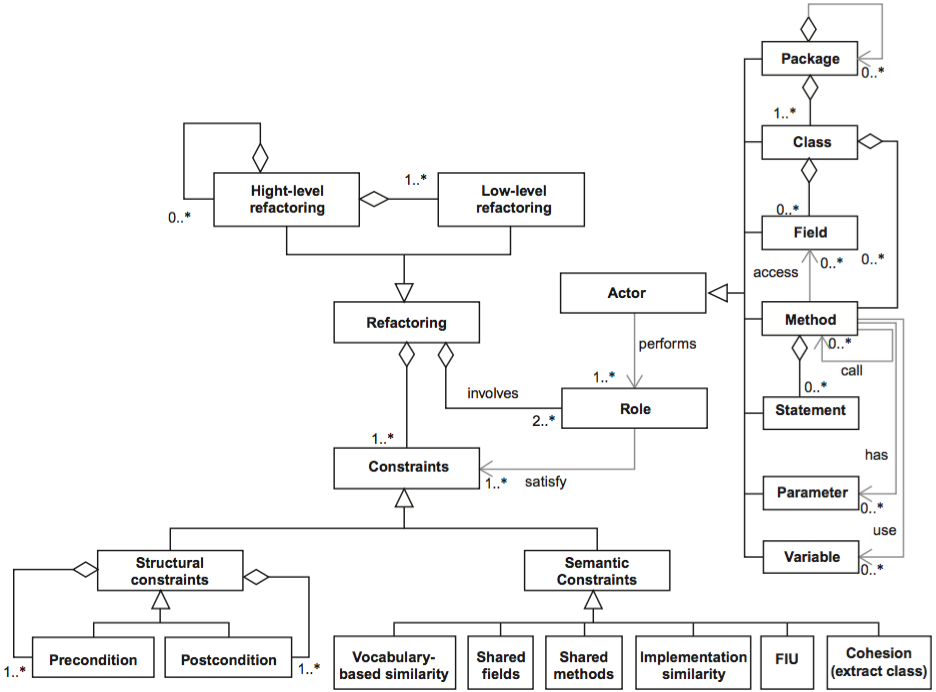 Package
0..*
1..*
Class
Hight-level
refactoring
1..*
Low-level
refactoring
0..*
0..*
Field
access
0..*
0..*
Actor
Refactoring
Method
performs
0..*
call
involves
1..*
0..*
2..*
Role
Statement
1..*
Constraints
1..*
satisfy
has
Parameter
0..*
use
Structural
constraints
Semantic
Constraints
Variable
0..*
Precondition
Postcondition
1..*
1..*
Vocabulary-
based similarity
Shared
fields
Shared
methods
Implementation
similarity
FIU
Cohesion
(extract class)